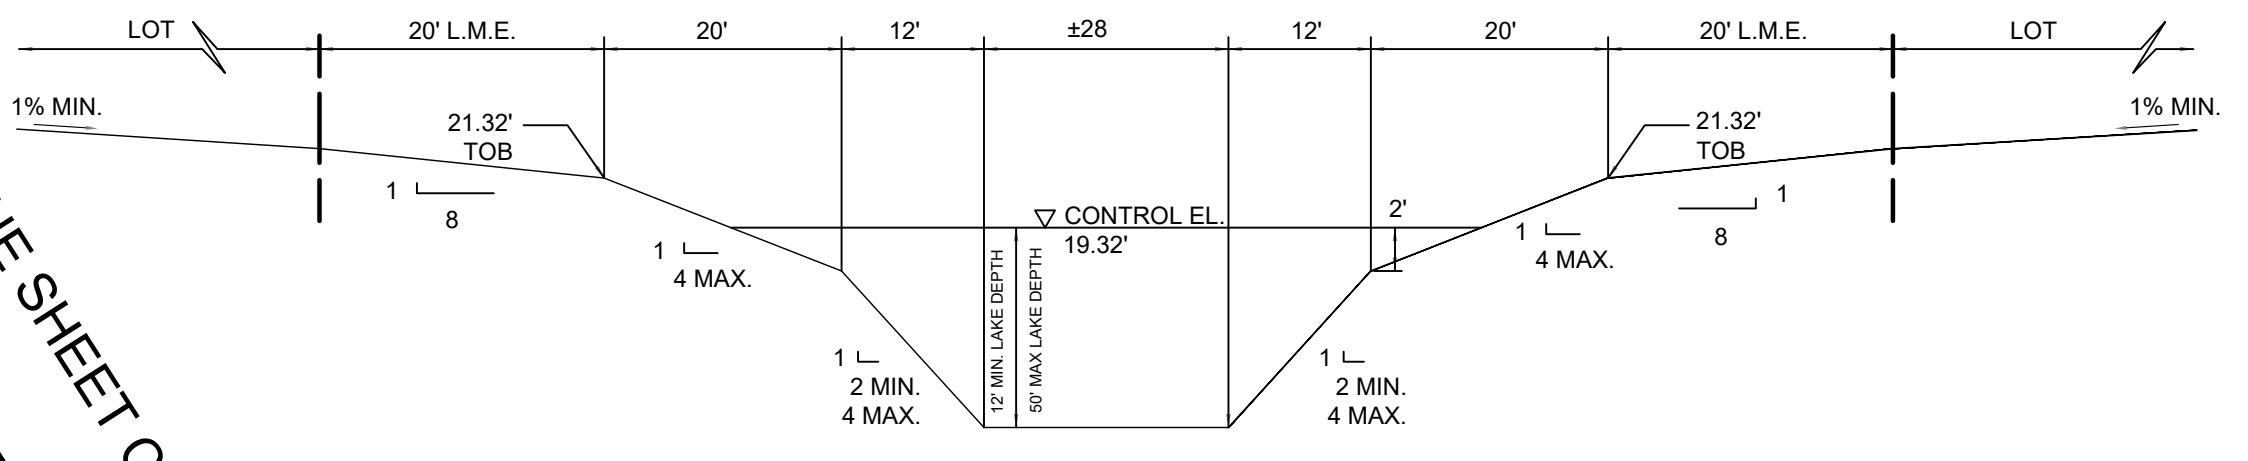 LOT
20' L.M.E.
20'
12'
±28
12'
20'
20' L.M.E.
LOT
1% MIN.
21.32'
TOB
1
8
1
4 MAX.
1
2 MIN.
4 MAX.
12' MIN. LAKE DEPTH
50' MAX LAKE DEPTH
CONTROL EL.
19.32'
2'
1
2 MIN.
4 MAX.
1
4 MAX.
21.32'
TOB
1
8
1% MIN.
SHEET